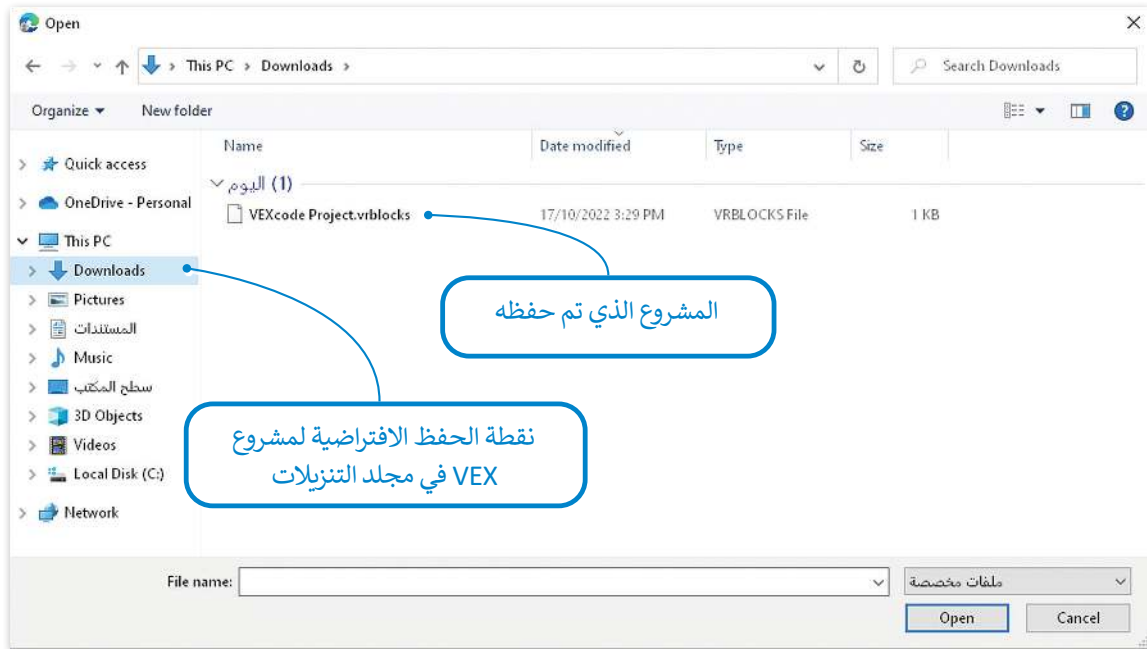 Open
This PC > Downloads >
Search Downloads
Organize
New folder
Name
Date modified
Type
Size
Quick access
OneDrive - Personal
This PC
Downloads
Pictures
المستندات
Music
سطح المكتب
3D Objects
Videos
Local Disk (C:)
Network
اليوم (1)
VEXcode Project.vrblocks
17/10/2022 3:29 PM
VRBLOCKS File
1 KB
المشروع الذي تم حفظه
نقطة الحفظ الافتراضية لمشروع
VEX في مجلد التنزيلات
File name:
ملفات مخصصة
Open
Cancel